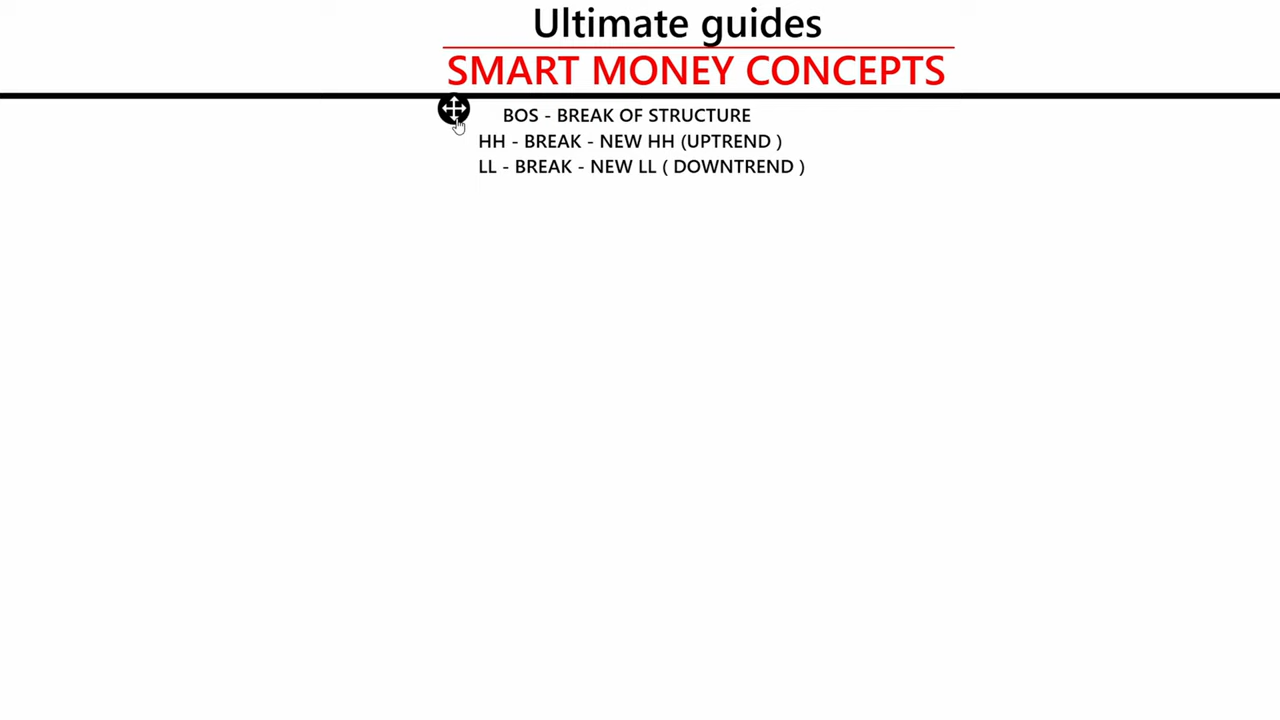 Ultimate guides
SMART MONEY CONCEPTS
BOS - BREAK OF STRUCTURE
HH - BREAK - NEW HH (UPTREND )
LL - BREAK - NEW LL ( DOWNTREND )